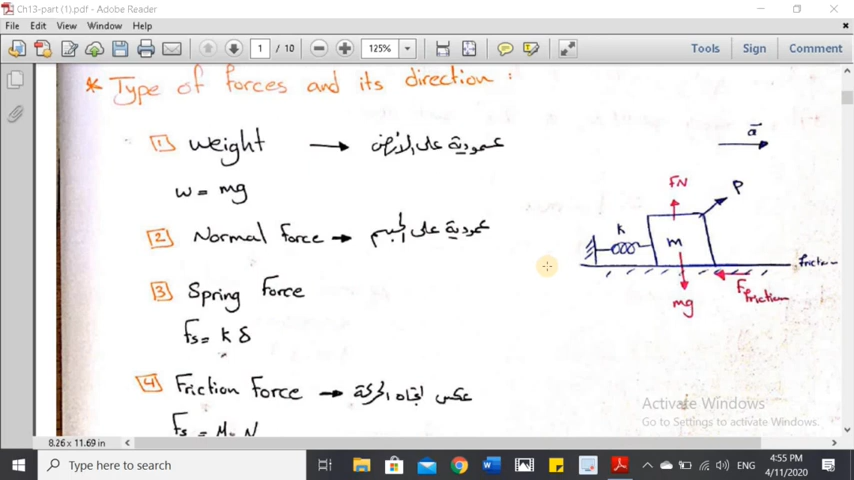 Ch13-part (1).pdf - Adobe Reader
File Edit View Window Help
1 / 10 125% Tools Sign Comment
* Type of forces and its direction :
1 weight → عمودية على الأرض
w = mg
2 Normal force → عمودية على الجسم
3 Spring Force
Fs = k δ
4 Friction Force → عكس اتجاه الحركة
a
FN
P
K
m
friction
F friction
mg
Activate Windows
Go to Settings to activate Windows.
8.26 x 11.69 in
Type here to search
ENG
4:55 PM
4/11/2020